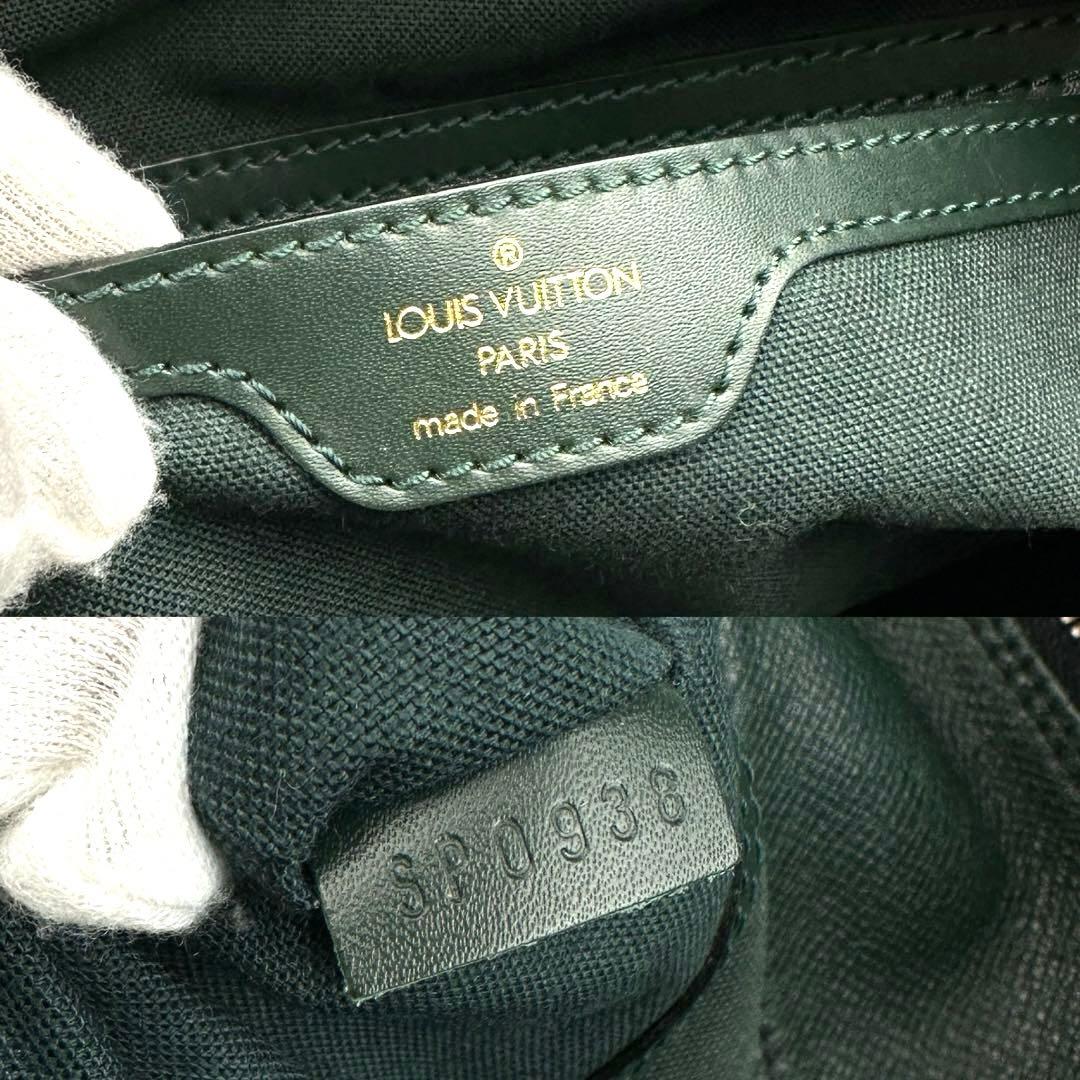 ®
LOUIS VUITTON
PARIS
made in France
SP0936